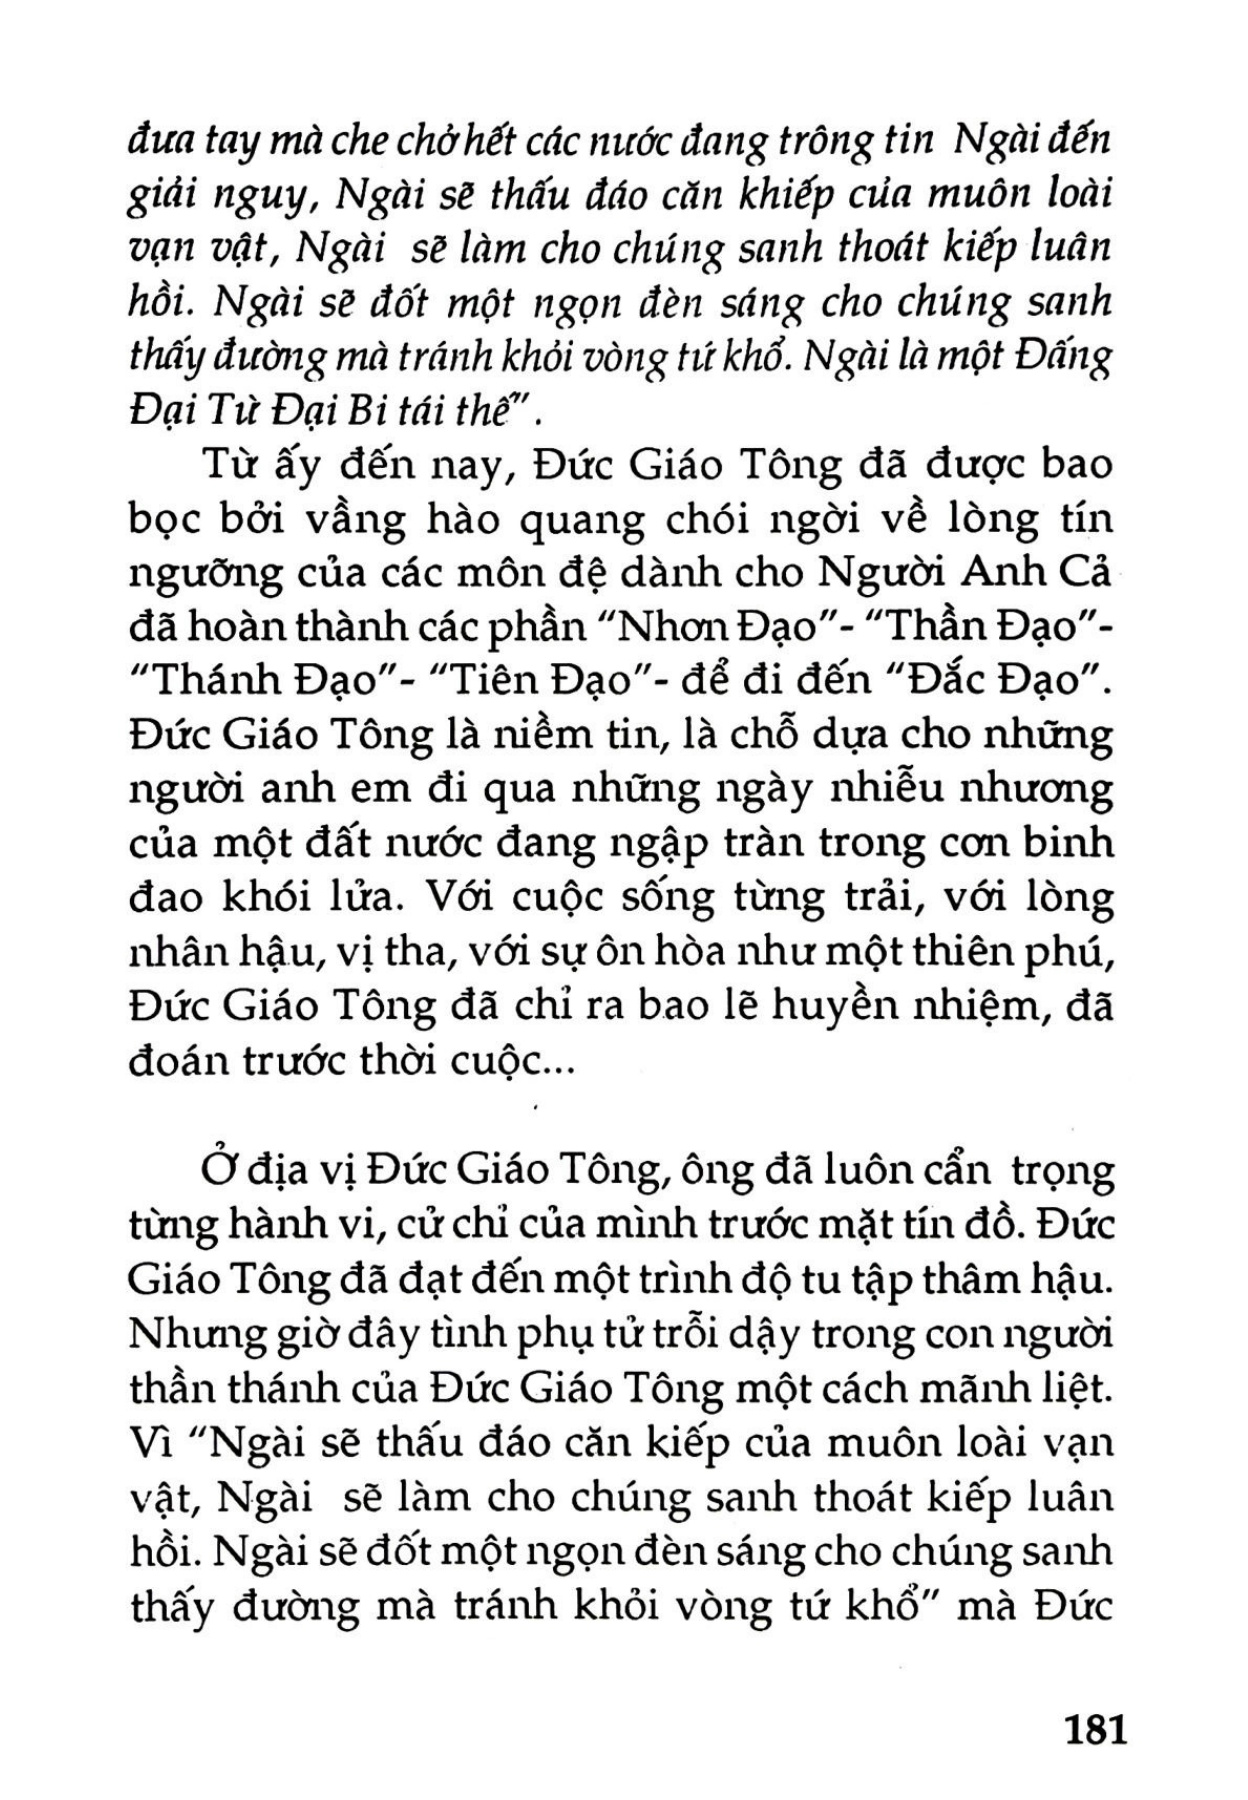 đưa tay mà che chở hết các nước đang trông tin Ngài đến
giải nguy, Ngài sẽ thấu đáo căn khiếp của muôn loài
vạn vật, Ngài sẽ làm cho chúng sanh thoát kiếp luân
hồi. Ngài sẽ đốt một ngọn đèn sáng cho chúng sanh
thấy đường mà tránh khỏi vòng tứ khổ. Ngài là một Đấng
Đại Từ Đại Bi tái thế".
Từ ấy đến nay, Đức Giáo Tông đã được bao
bọc bởi vầng hào quang chói ngời về lòng tín
ngưỡng của các môn đệ dành cho Người Anh Cả
đã hoàn thành các phần "Nhơn Đạo"- "Thần Đạo"-
"Thánh Đạo"- "Tiên Đạo"- để đi đến "Đắc Đạo".
Đức Giáo Tông là niềm tin, là chỗ dựa cho những
người anh em đi qua những ngày nhiễu nhương
của một đất nước đang ngập tràn trong cơn binh
đao khói lửa. Với cuộc sống từng trải, với lòng
nhân hậu, vị tha, với sự ôn hòa như một thiên phú,
Đức Giáo Tông đã chỉ ra bao lẽ huyền nhiệm, đã
đoán trước thời cuộc...
Ở địa vị Đức Giáo Tông, ông đã luôn cẩn trọng
từng hành vi, cử chỉ của mình trước mặt tín đồ. Đức
Giáo Tông đã đạt đến một trình độ tu tập thâm hậu.
Nhưng giờ đây tình phụ tử trỗi dậy trong con người
thần thánh của Đức Giáo Tông một cách mãnh liệt.
Vì "Ngài sẽ thấu đáo căn kiếp của muôn loài vạn
vật, Ngài sẽ làm cho chúng sanh thoát kiếp luân
hồi. Ngài sẽ đốt một ngọn đèn sáng cho chúng sanh
thấy đường mà tránh khỏi vòng tứ khổ" mà Đức
181